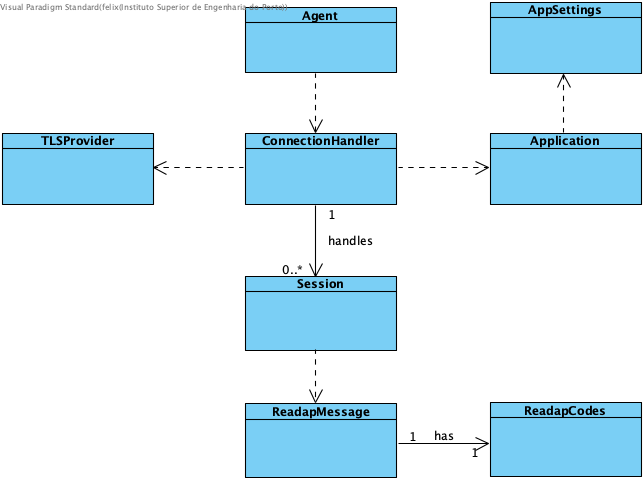 Visual Paradigm Standard(felix(Instituto Superior de Engenharia do Porto))
Agent
AppSettings
TLSProvider
ConnectionHandler
Application
1
handles
0..*
Session
ReadapMessage
ReadapCodes
1 has
1